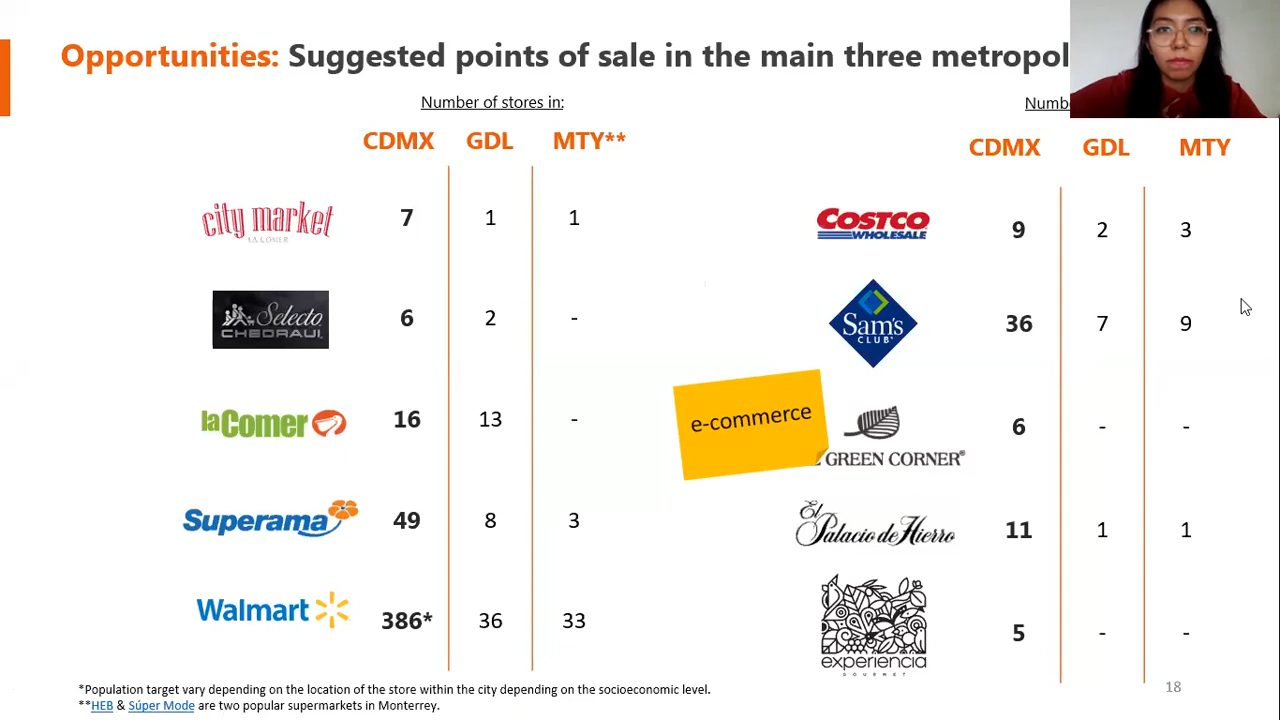 Opportunities: Suggested points of sale in the main three metropol
Number of stores in:
CDMX GDL MTY**
city market 7 1 1
LA COMER
Selecto 6 2 -
CHEDRAUI
laComer 16 13 -
Superama 49 8 3
Walmart 386* 36 33
CDMX GDL MTY
COSTCO 9 2 3
WHOLESALE
Sam's 36 7 9
CLUB
e-commerce
GREEN CORNER® 6 - -
El
Palacio de Hierro 11 1 1
experiencia 5 - -
GOURMET
*Population target vary depending on the location of the store within the city depending on the socioeconomic level.
**HEB & Súper Mode are two popular supermarkets in Monterrey.
18